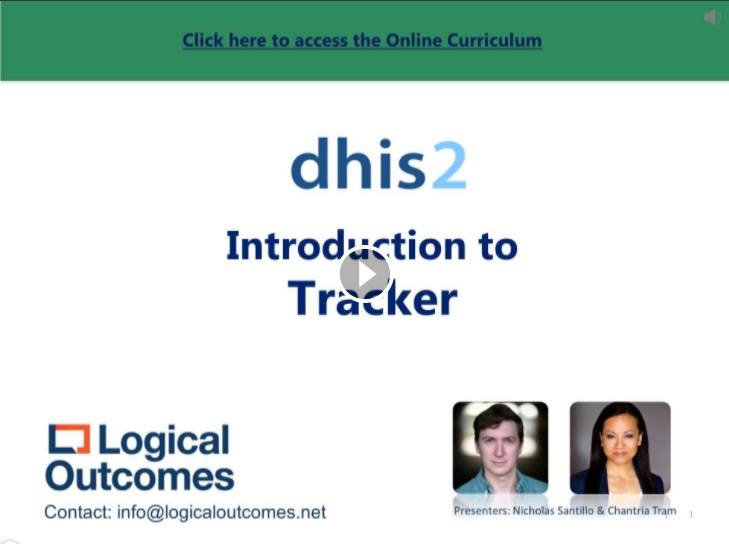 Click here to access the Online Curriculum
dhis2
Introduction to
Tracker
Logical
Outcomes
Contact: info@logicaloutcomes.net
Presenters: Nicholas Santillo & Chantria Tram
1